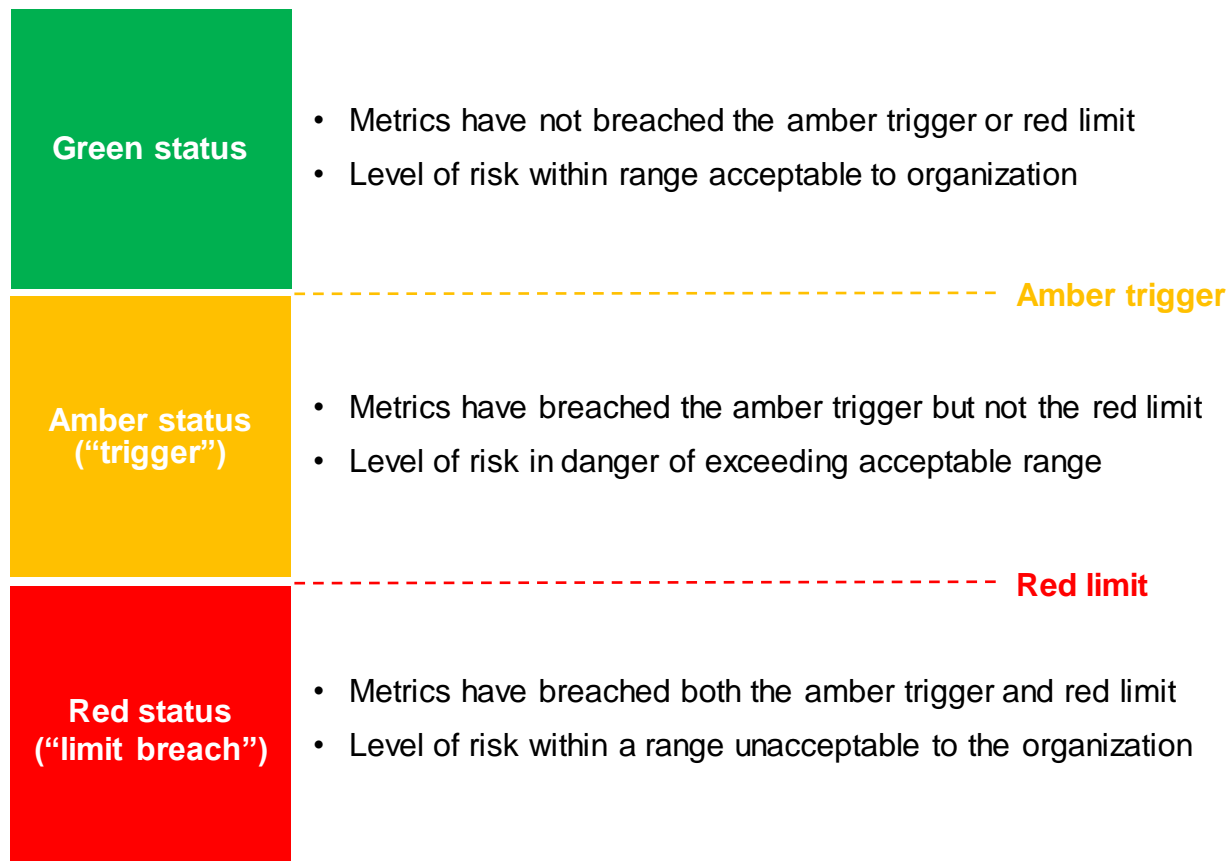 Green status
• Metrics have not breached the amber trigger or red limit
• Level of risk within range acceptable to organization
Amber trigger
Amber status
(“trigger”)
• Metrics have breached the amber trigger but not the red limit
• Level of risk in danger of exceeding acceptable range
Red limit
Red status
(“limit breach”)
• Metrics have breached both the amber trigger and red limit
• Level of risk within a range unacceptable to the organization